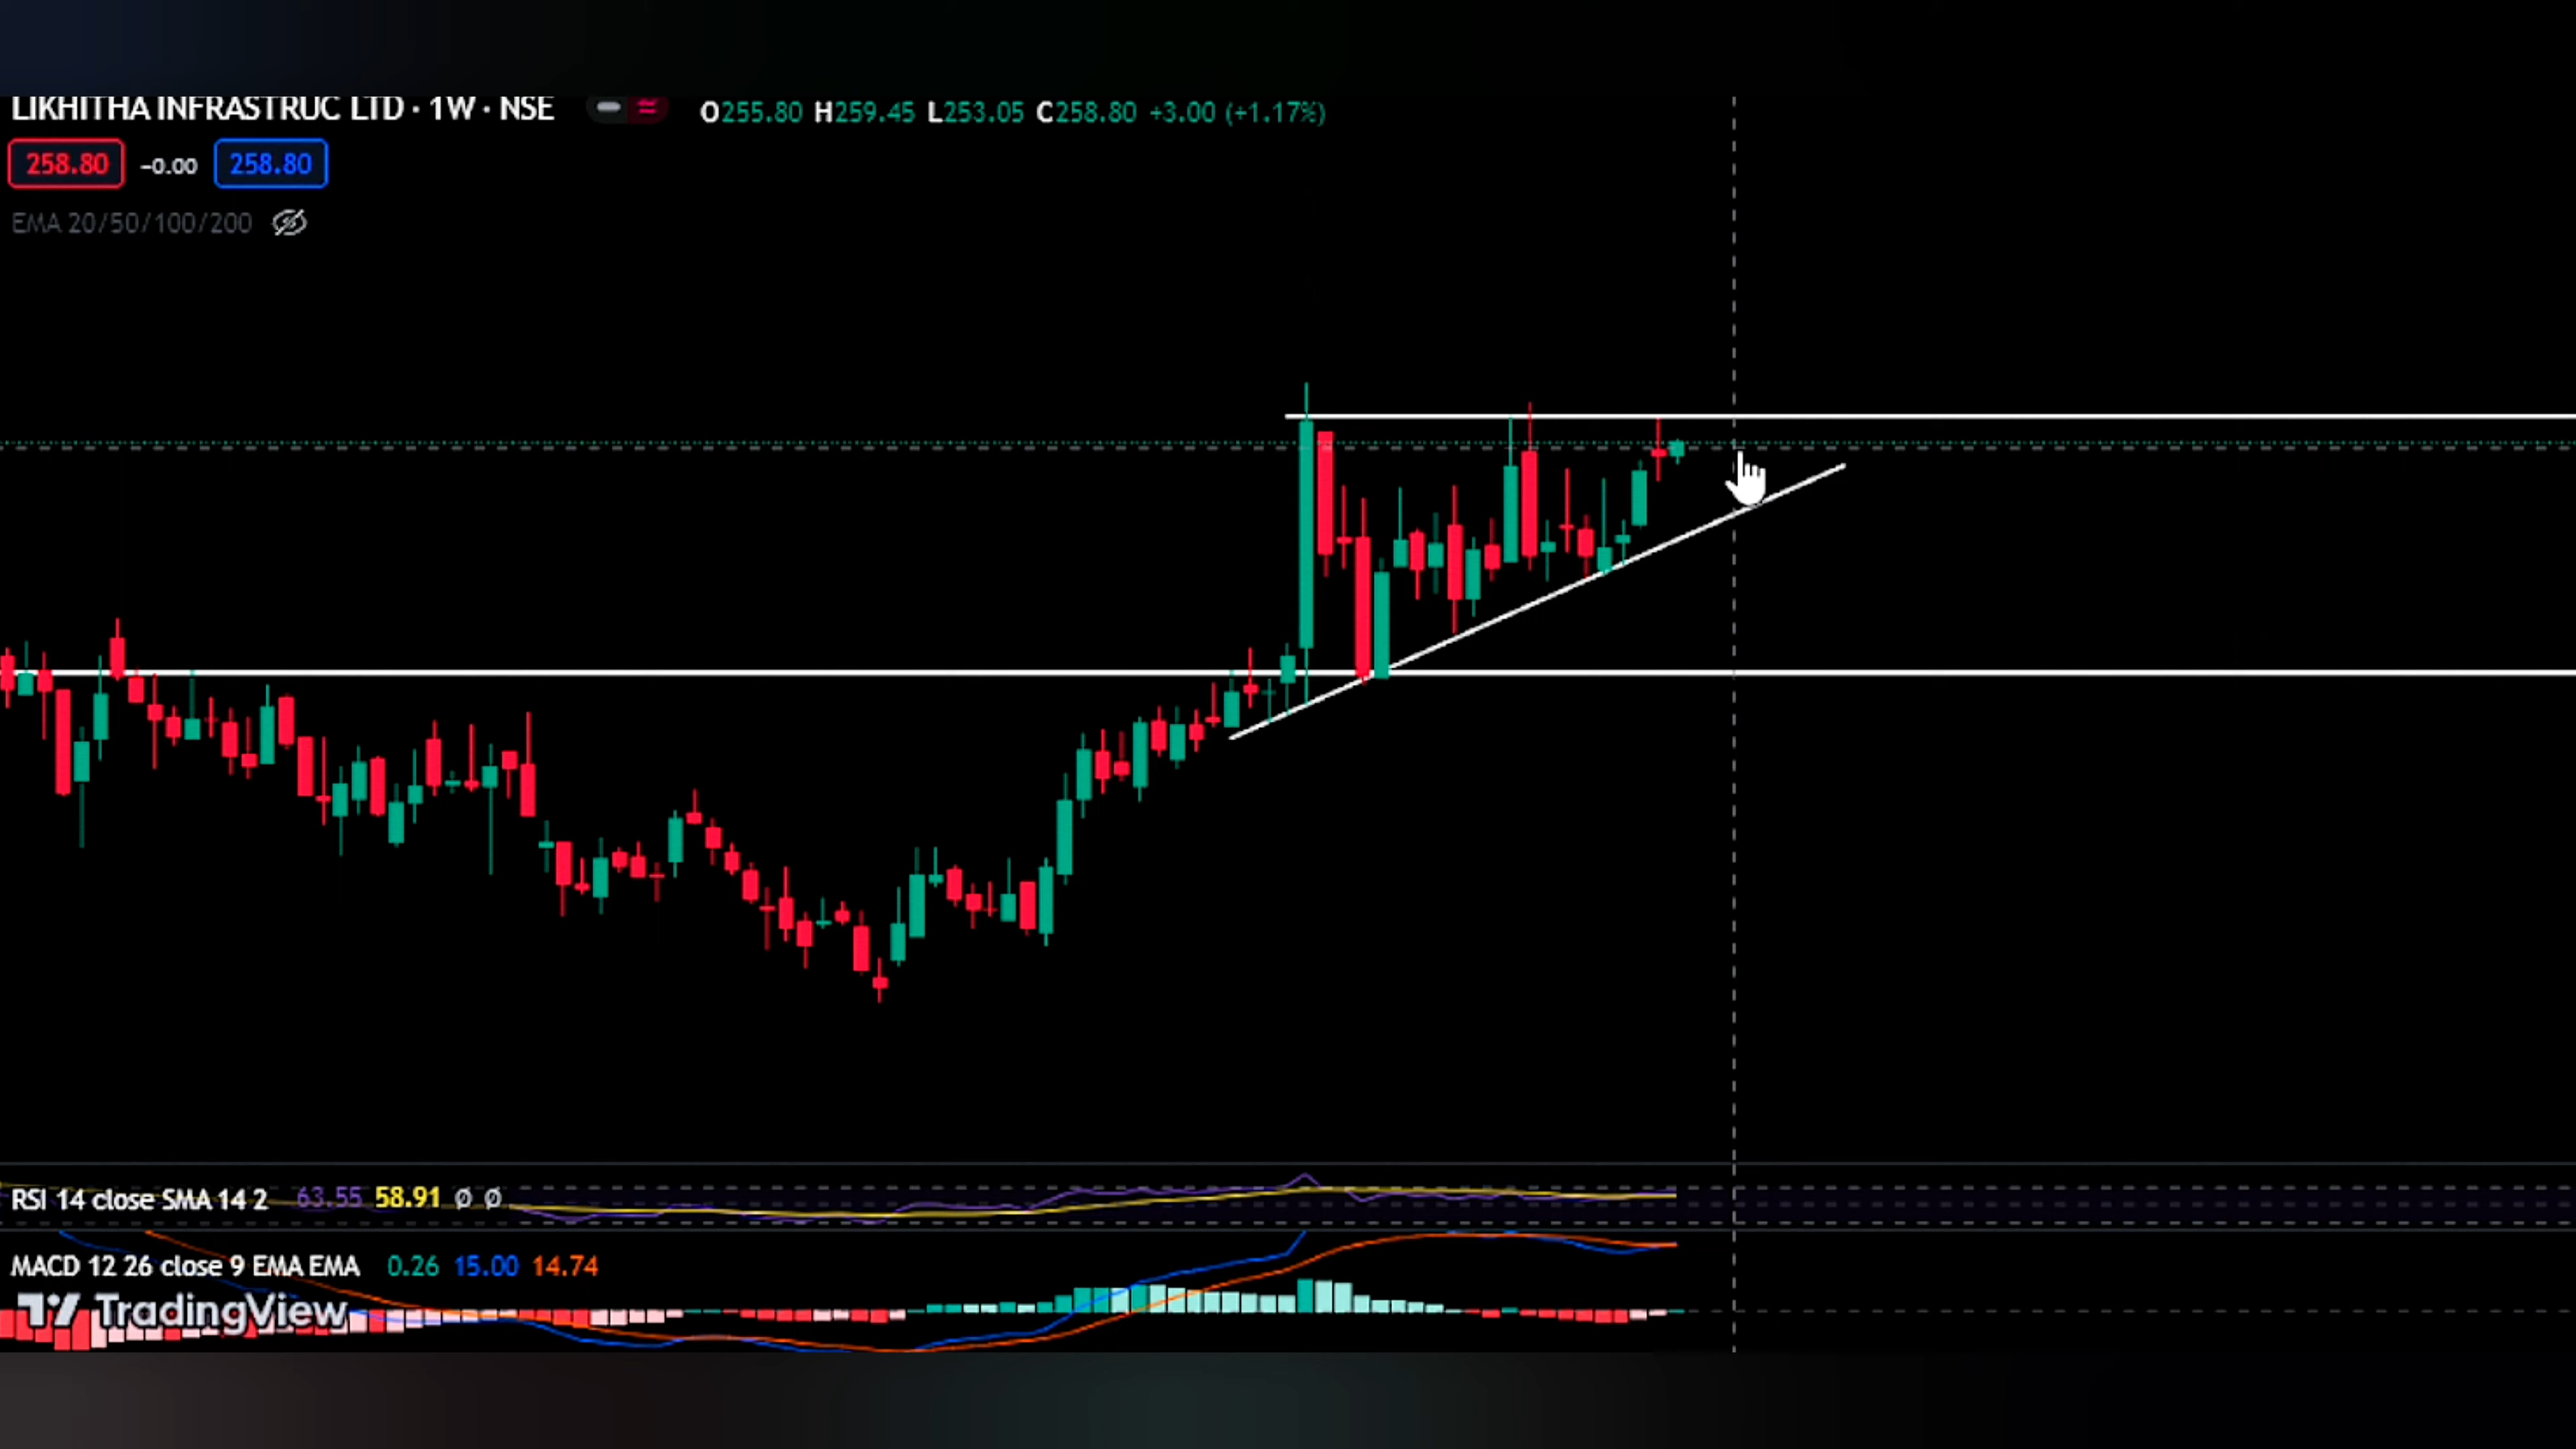 LIKHITHA INFRASTRUC LTD · 1W · NSE O255.80 H259.45 L253.05 C258.80 +3.00 (+1.17%)
258.80 -0.00 258.80
EMA 20/50/100/200
RSI 14 close SMA 14 2 63.55 58.91 Ø Ø
MACD 12 26 close 9 EMA EMA 0.26 15.00 14.74
TradingView